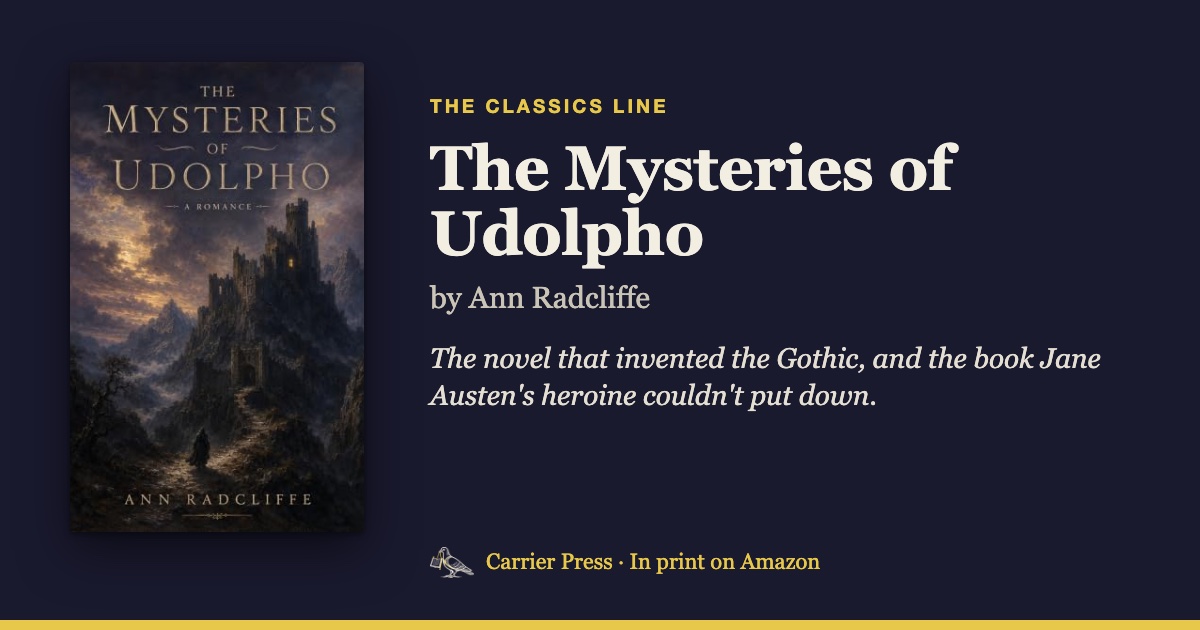 THE
MYSTERIES
OF
UDOLPHO
A ROMANCE
ANN RADCLIFFE
THE CLASSICS LINE
The Mysteries of
Udolpho
by Ann Radcliffe
The novel that invented the Gothic, and the book Jane
Austen's heroine couldn't put down.
Carrier Press · In print on Amazon